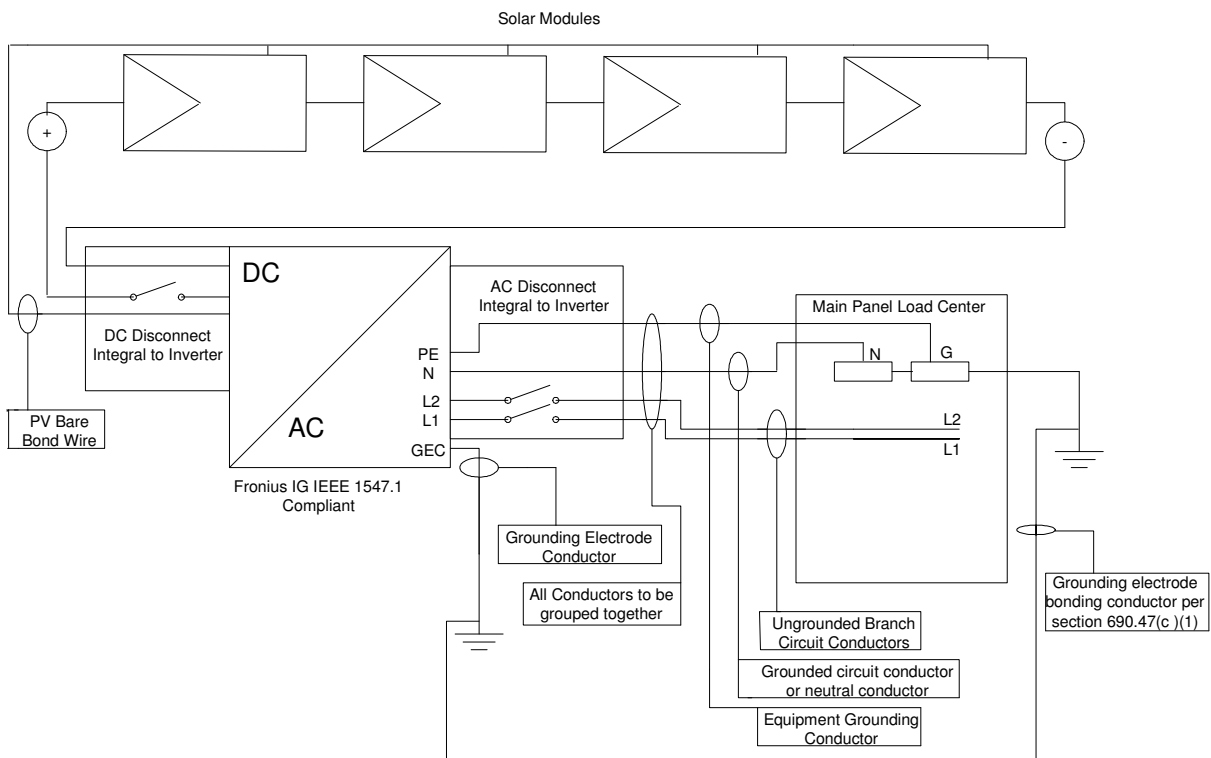 Solar Modules
+
-
DC
DC Disconnect
Integral to Inverter
AC
PE
N
L2
L1
GEC
AC Disconnect
Integral to Inverter
Main Panel Load Center
N
G
L2
L1
PV Bare
Bond Wire
Fronius IG IEEE 1547.1
Compliant
Grounding Electrode
Conductor
All Conductors to be
grouped together
Ungrounded Branch
Circuit Conductors
Grounded circuit conductor
or neutral conductor
Equipment Grounding
Conductor
Grounding electrode
bonding conductor per
section 690.47(c )(1)